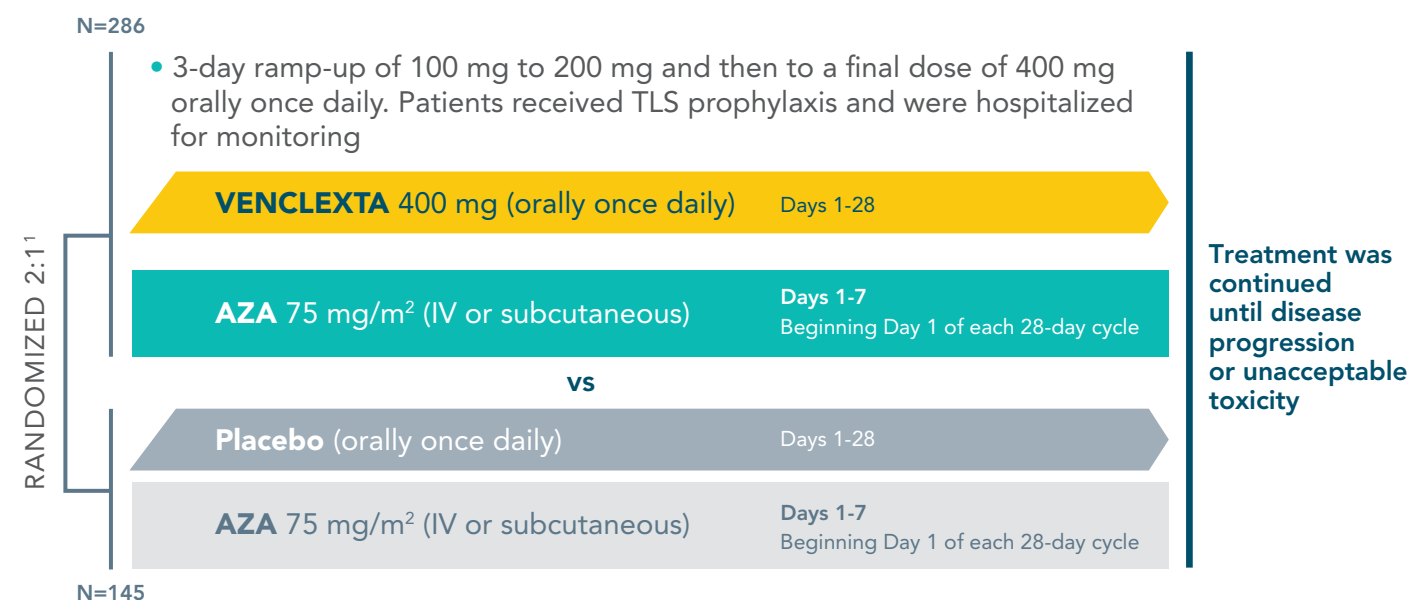 N=286
• 3-day ramp-up of 100 mg to 200 mg and then to a final dose of 400 mg
orally once daily. Patients received TLS prophylaxis and were hospitalized
for monitoring
VENCLEXTA 400 mg (orally once daily) Days 1-28
RANDOMIZED 2:1¹
AZA 75 mg/m² (IV or subcutaneous) Days 1-7
Beginning Day 1 of each 28-day cycle
vs
Placebo (orally once daily) Days 1-28
AZA 75 mg/m² (IV or subcutaneous) Days 1-7
Beginning Day 1 of each 28-day cycle
N=145
Treatment was
continued
until disease
progression
or unacceptable
toxicity